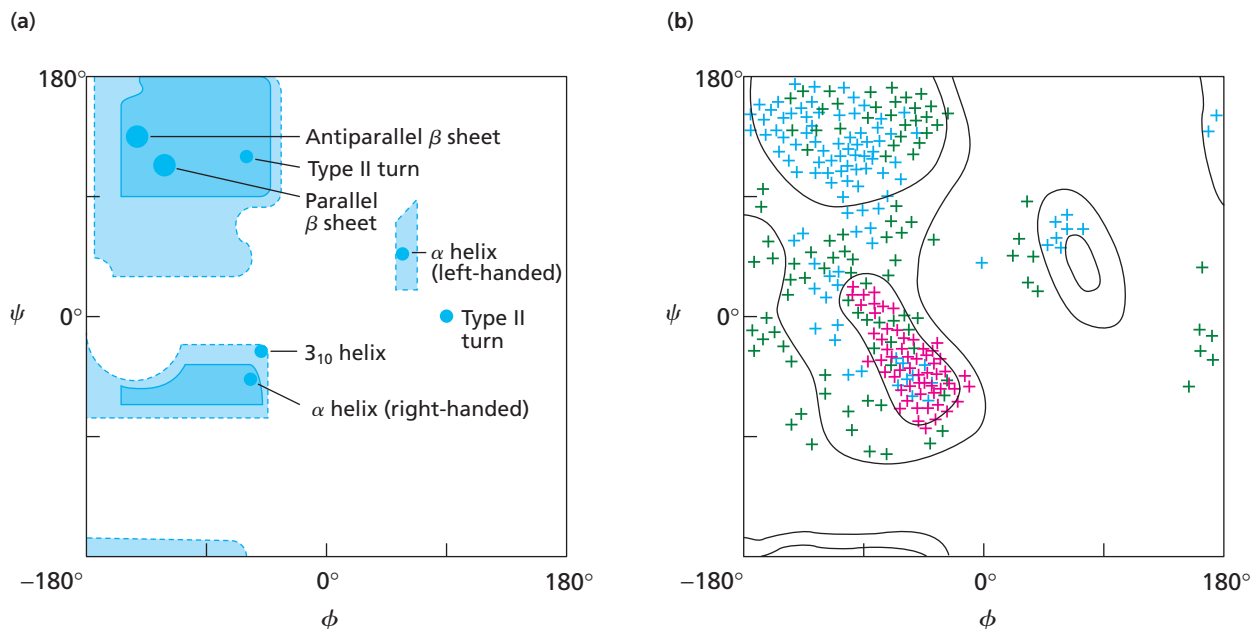 (a)
180°
Antiparallel β sheet
Type II turn
Parallel
β sheet
α helix
(left-handed)
ψ
0°
Type II
turn
3₁₀ helix
α helix (right-handed)
−180°
0°
180°
ϕ
(b)
180°
ψ
0°
−180°
0°
180°
ϕ